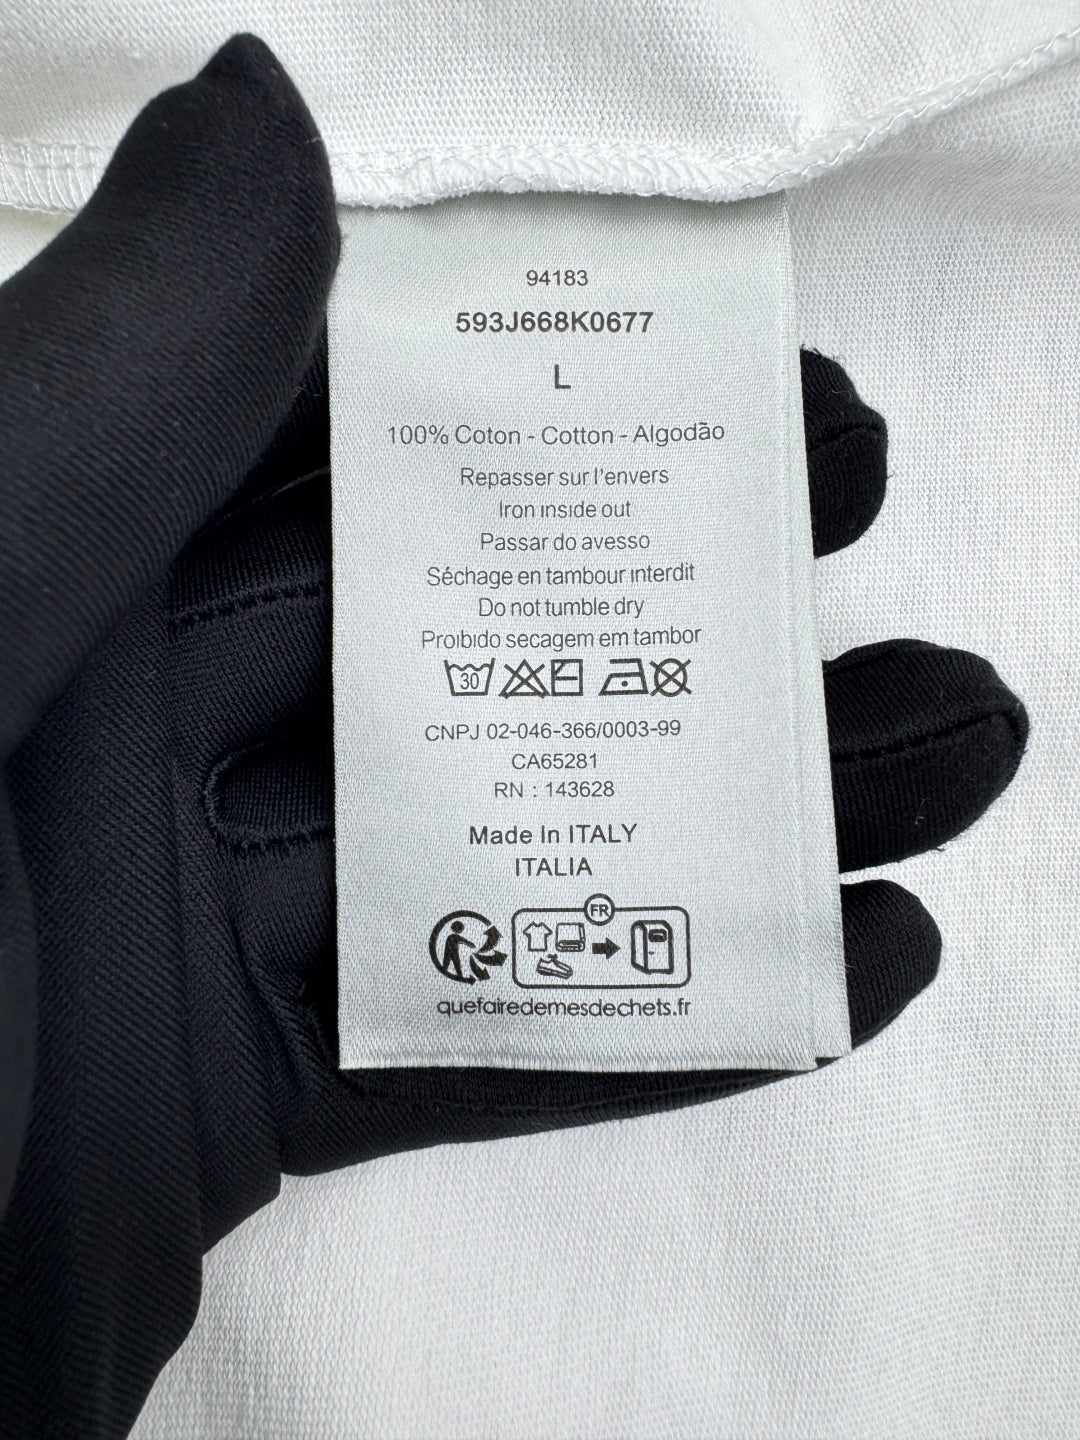 94183
593J668K0677
L
100% Coton - Cotton - Algodão
Repasser sur l'envers
Iron inside out
Passar do avesso
Séchage en tambour interdit
Do not tumble dry
Proibido secagem em tambor
30
CNPJ 02-046-366/0003-99
CA65281
RN : 143628
Made In ITALY
ITALIA
FR
quefairedemesdechets.fr